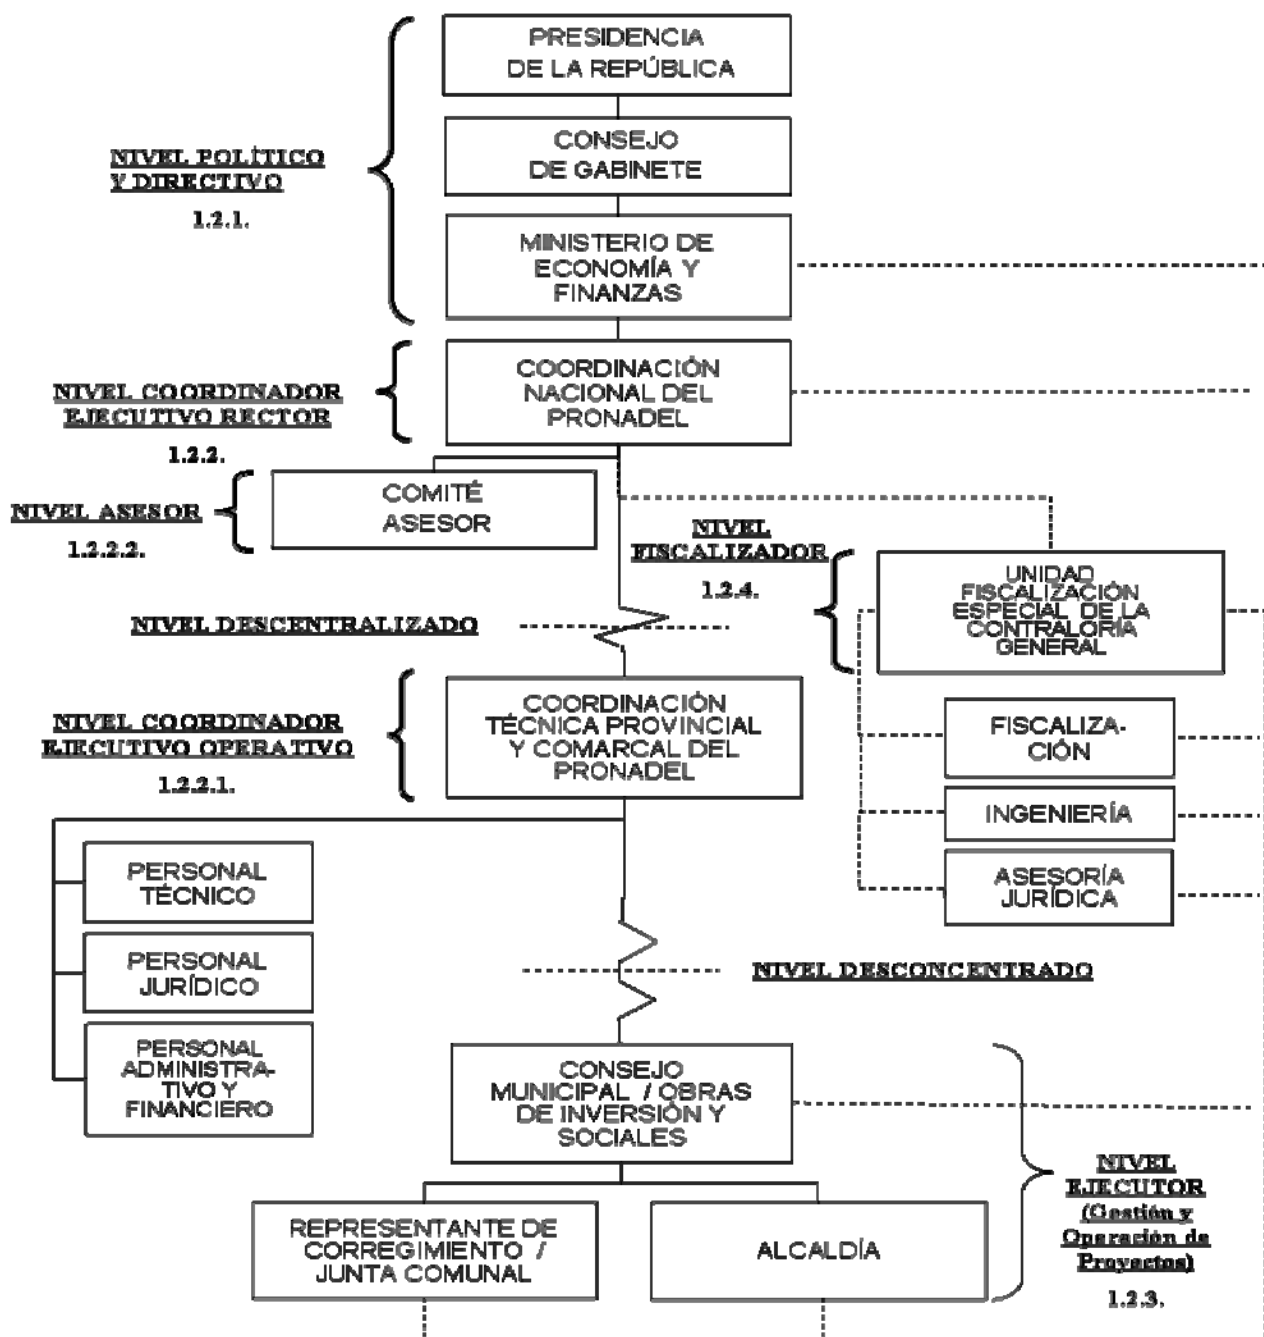 PRESIDENCIA
DE LA REPÚBLICA
CONSEJO
DE GABINETE
NIVEL POLÍTICO
Y DIRECTIVO
1.2.1.
MINISTERIO DE
ECONOMÍA Y
FINANZAS
COORDINACIÓN
NACIONAL DEL
PRONADEL
NIVEL COORDINADOR
EJECUTIVO RECTOR
1.2.2.
COMITÉ
ASESOR
NIVEL ASESOR
1.2.2.2.
NIVEL
FISCALIZADOR
1.2.4.
UNIDAD
FISCALIZACIÓN
ESPECIAL DE LA
CONTRALORÍA
GENERAL
NIVEL DESCENTRALIZADO
COORDINACIÓN
TÉCNICA PROVINCIAL
Y COMARCAL DEL
PRONADEL
NIVEL COORDINADOR
EJECUTIVO OPERATIVO
1.2.2.1.
FISCALIZA-
CIÓN
INGENIERÍA
ASESORÍA
JURÍDICA
PERSONAL
TÉCNICO
PERSONAL
JURÍDICO
PERSONAL
ADMINISTRA-
TIVO Y
FINANCIERO
NIVEL DESCONCENTRADO
CONSEJO
MUNICIPAL / OBRAS
DE INVERSIÓN Y
SOCIALES
NIVEL
EJECUTOR
(Gestión y
Operación de
Proyectos)
1.2.3.
REPRESENTANTE DE
CORREGIMIENTO /
JUNTA COMUNAL
ALCALDÍA